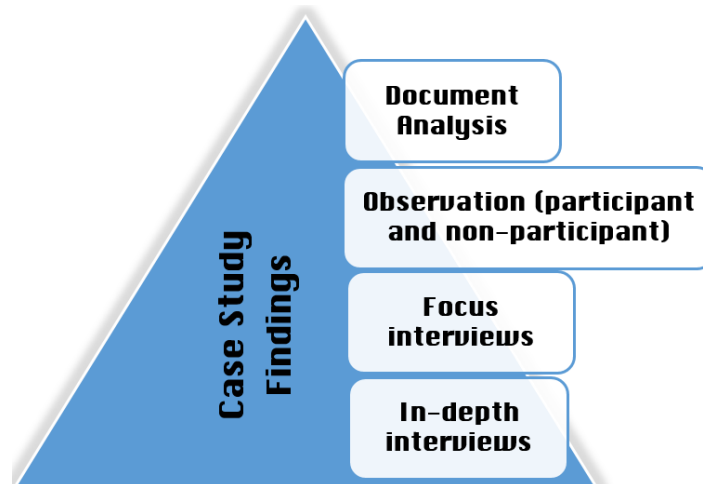 Document
Analysis
Observation (participant
and non-participant)
Focus
interviews
In-depth
interviews
Case Study
Findings